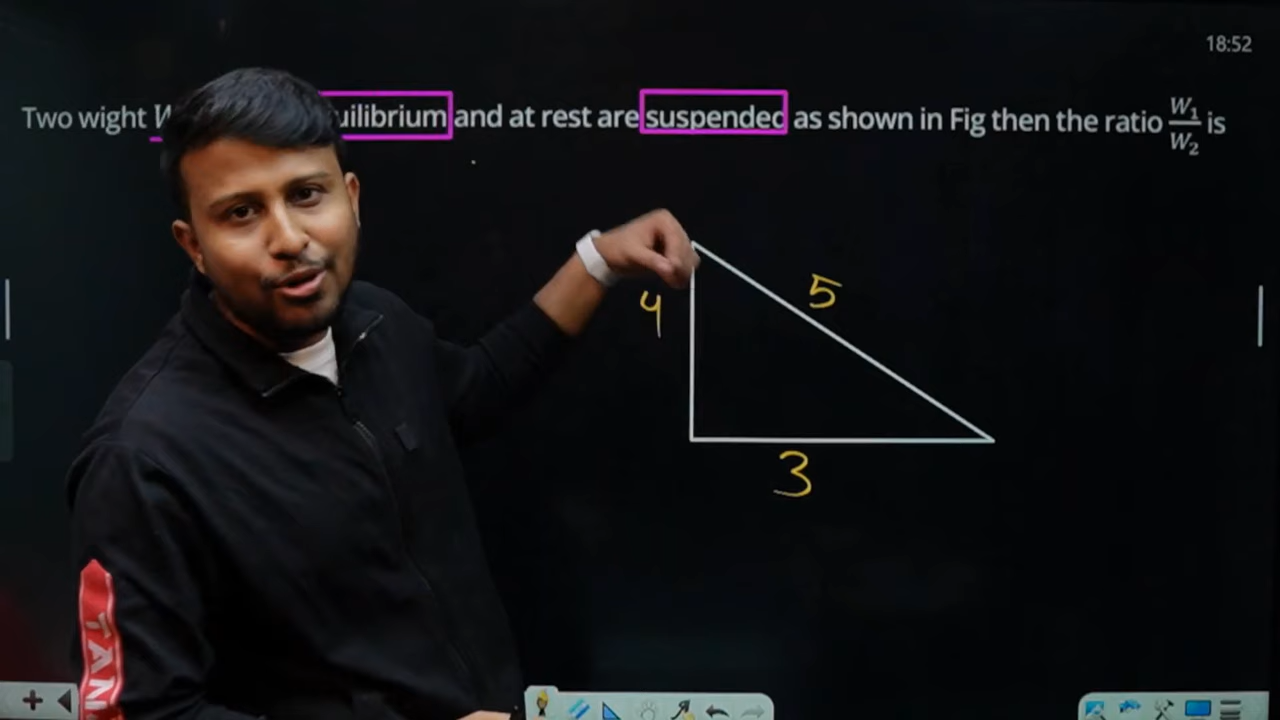 18:52
Two wight and at rest are suspended as shown in Fig then the ratio W₁/W₂ is
4
5
3
TAN